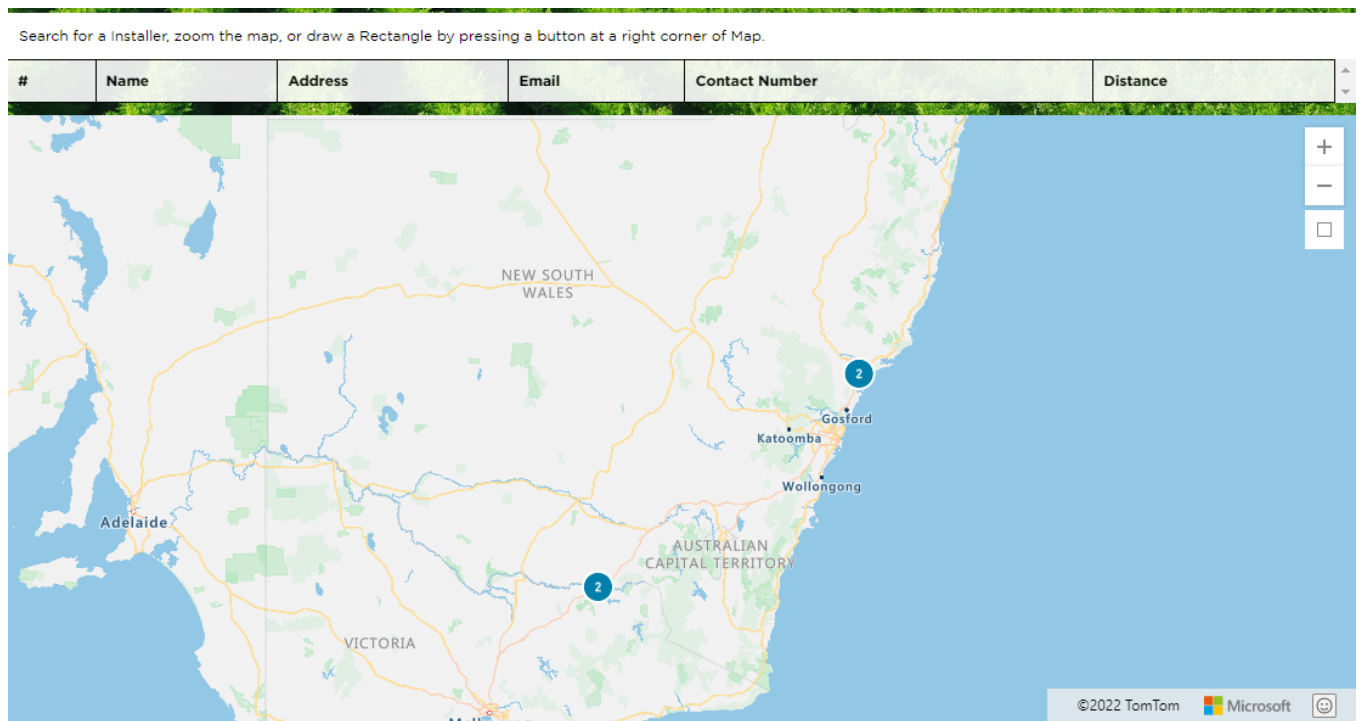 Search for a Installer, zoom the map, or draw a Rectangle by pressing a button at a right corner of Map.
# Name Address Email Contact Number Distance
NEW SOUTH
WALES
2
Gosford
Katoomba
Wollongong
Adelaide
AUSTRALIAN
CAPITAL TERRITORY
2
VICTORIA
©2022 TomTom Microsoft